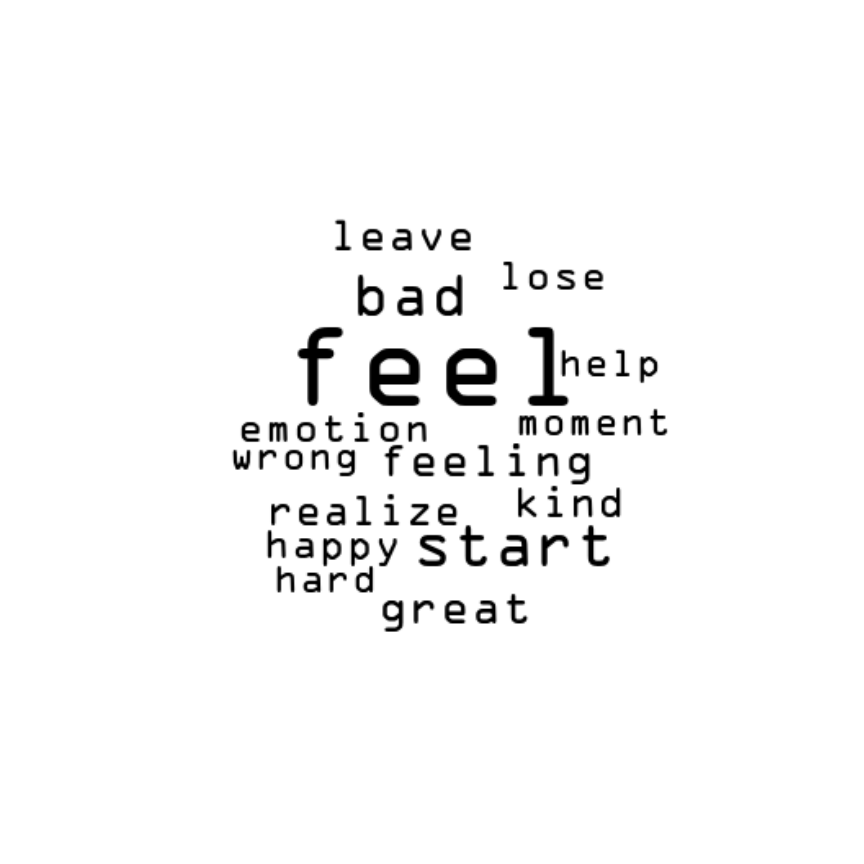 leave
lose
bad
feel
help
moment
emotion
wrong
feeling
kind
realize
happy
start
hard
great